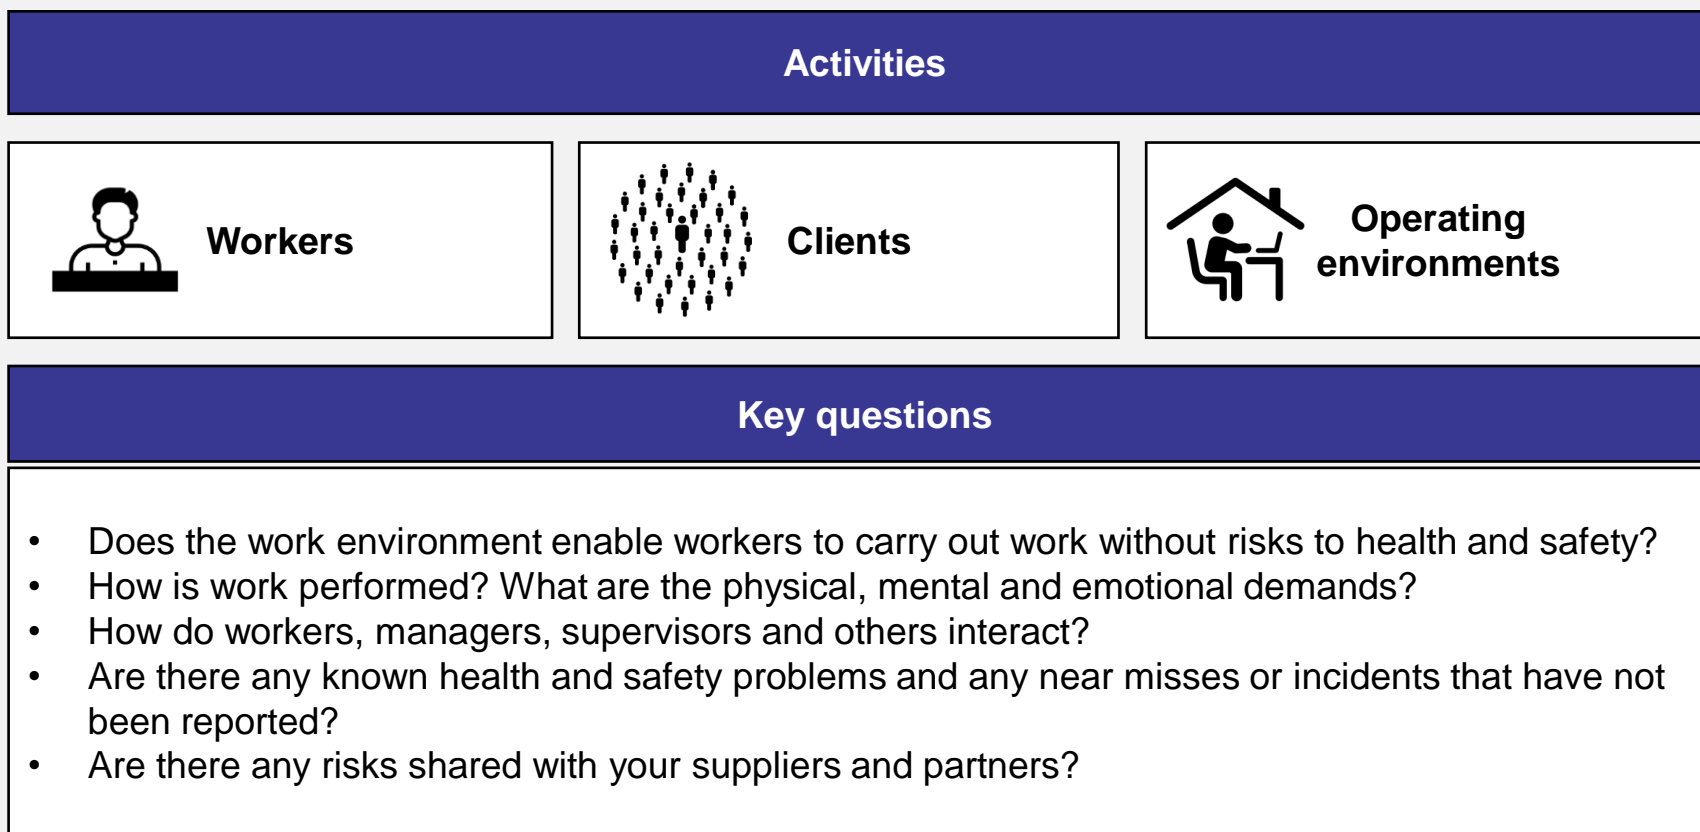 Activities
Workers
Clients
Operating
environments
Key questions
• Does the work environment enable workers to carry out work without risks to health and safety?
• How is work performed? What are the physical, mental and emotional demands?
• How do workers, managers, supervisors and others interact?
• Are there any known health and safety problems and any near misses or incidents that have not
been reported?
• Are there any risks shared with your suppliers and partners?